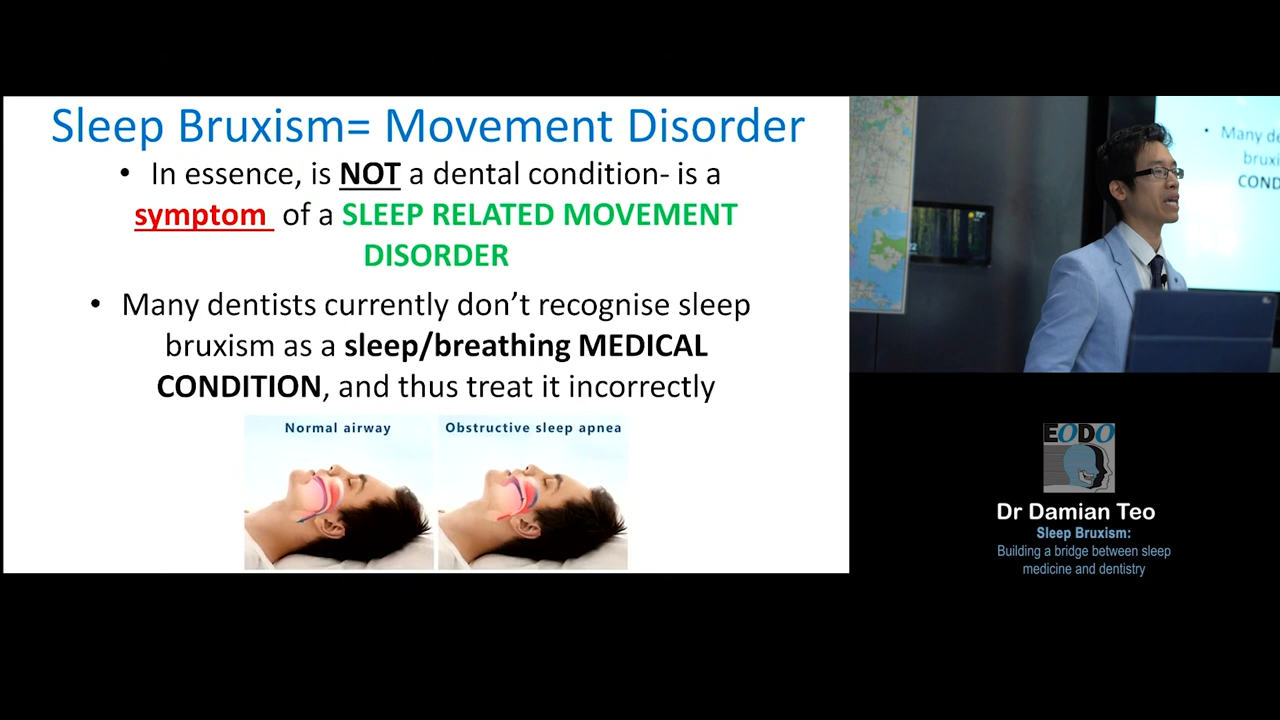 Sleep Bruxism= Movement Disorder
• In essence, is NOT a dental condition- is a
symptom of a SLEEP RELATED MOVEMENT
DISORDER
• Many dentists currently don’t recognise sleep
bruxism as a sleep/breathing MEDICAL
CONDITION, and thus treat it incorrectly
Normal airway
Obstructive sleep apnea
• Many de
bruxi
COND
EODO
Dr Damian Teo
Sleep Bruxism:
Building a bridge between sleep
medicine and dentistry